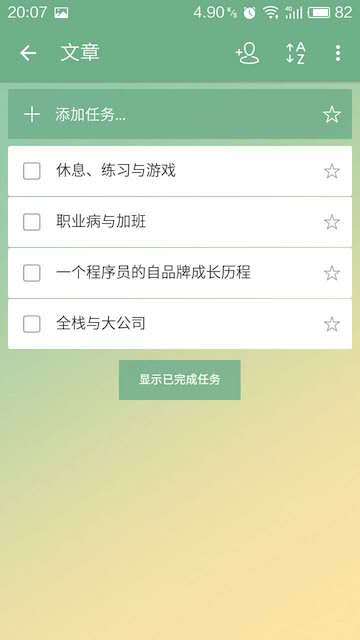 20:07 4.90 K/s 4G 82
文章
A
Z
添加任务...
休息、练习与游戏
职业病与加班
一个程序员的自品牌成长历程
全栈与大公司
显示已完成任务